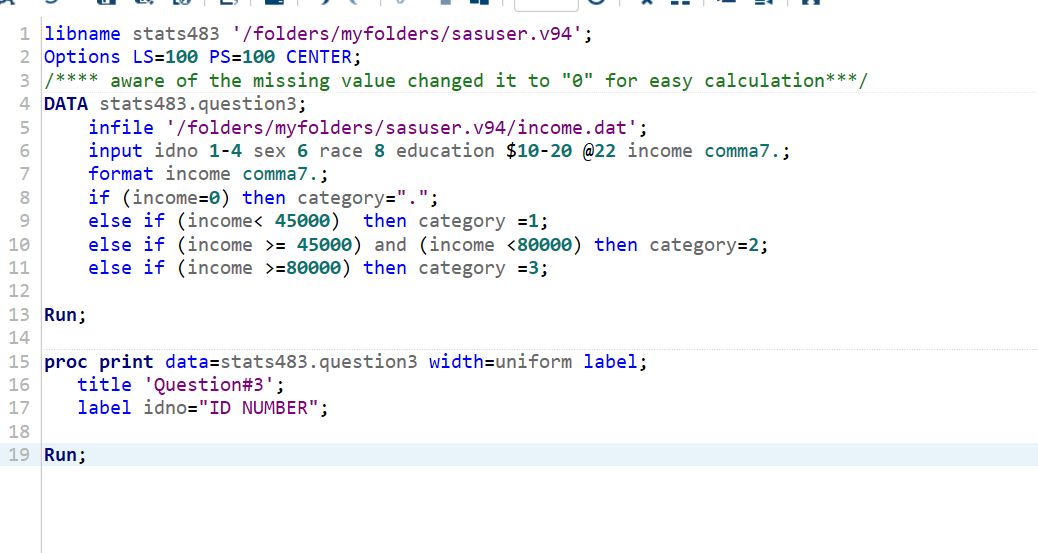 1 libname stats483 '/folders/myfolders/sasuser.v94';
2 Options LS=100 PS=100 CENTER;
3 /**** aware of the missing value changed it to "0" for easy calculation***/
4 DATA stats483.question3;
5     infile '/folders/myfolders/sasuser.v94/income.dat';
6     input idno 1-4 sex 6 race 8 education $10-20 @22 income comma7.;
7     format income comma7.;
8     if (income=0) then category=".";
9     else if (income< 45000)  then category =1;
10     else if (income >= 45000) and (income <80000) then category=2;
11     else if (income >=80000) then category =3;
12
13 Run;
14
15 proc print data=stats483.question3 width=uniform label;
16    title 'Question#3';
17    label idno="ID NUMBER";
18
19 Run;